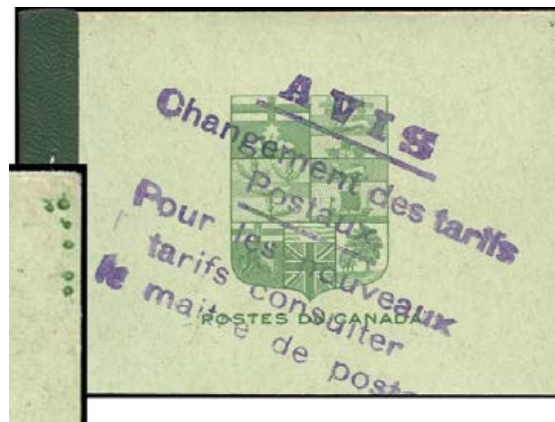 AVIS
Changement des tarifs
Postaux
Pour les nouveaux
tarifs consulter
le maitre de poste
POSTES DU CANADA